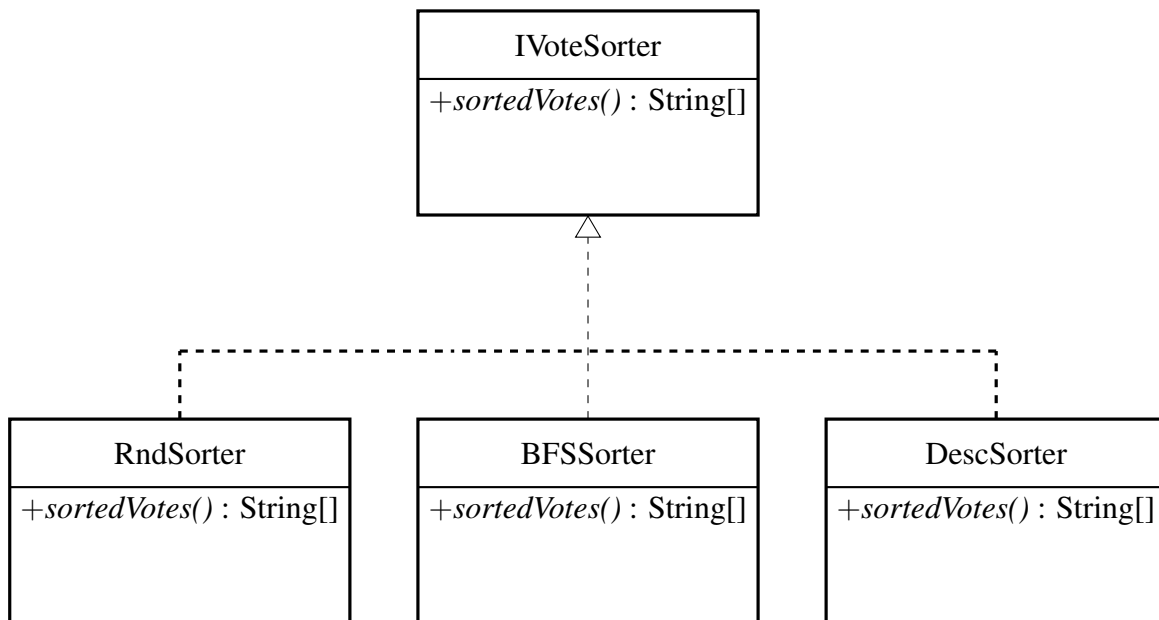 IVoteSorter
+sortedVotes() : String[]
RndSorter
+sortedVotes() : String[]
BFSSorter
+sortedVotes() : String[]
DescSorter
+sortedVotes() : String[]